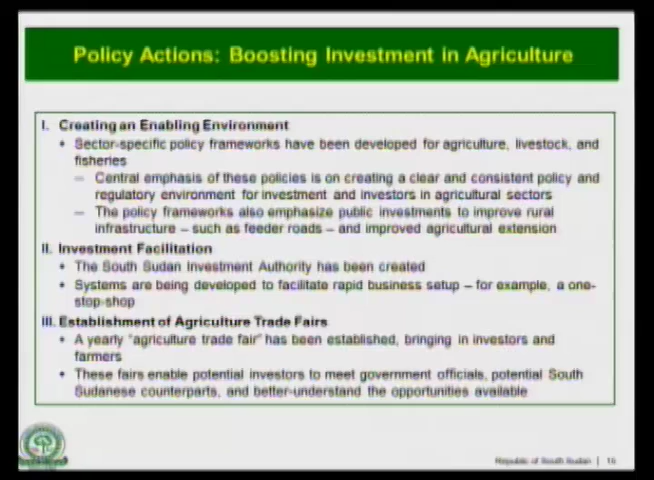 Policy Actions: Boosting Investment in Agriculture
I. Creating an Enabling Environment
• Sector-specific policy frameworks have been developed for agriculture, livestock, and
fisheries
– Central emphasis of these policies is on creating a clear and consistent policy and
regulatory environment for investment and investors in agricultural sectors
– The policy frameworks also emphasize public investments to improve rural
infrastructure – such as feeder roads – and improved agricultural extension
II. Investment Facilitation
• The South Sudan Investment Authority has been created
• Systems are being developed to facilitate rapid business setup – for example, a one-
stop-shop
III. Establishment of Agriculture Trade Fairs
• A yearly "agriculture trade fair" has been established, bringing in investors and
farmers
• These fairs enable potential investors to meet government officials, potential South
Sudanese counterparts, and better-understand the opportunities available
Republic of South Sudan | 16